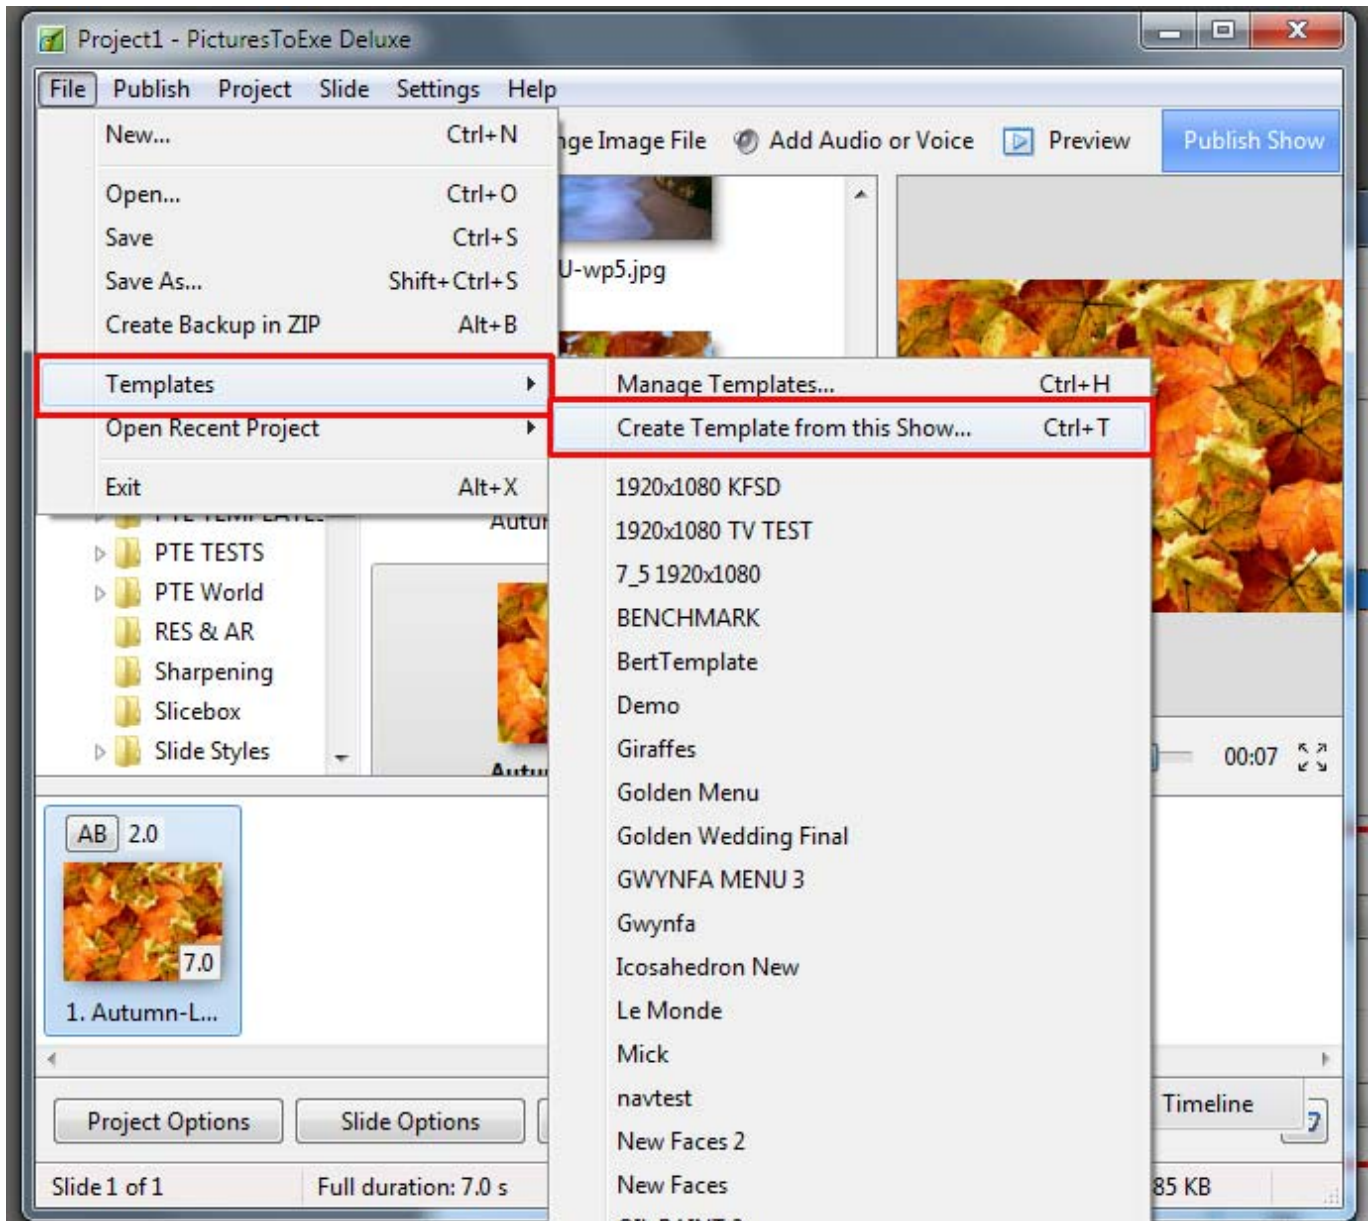 Project1 - PicturesToExe Deluxe
File Publish Project Slide Settings Help
New... Ctrl+N
Image File Add Audio or Voice Preview Publish Show
Open... Ctrl+O
Save Ctrl+S
U-wp5.jpg
Save As... Shift+Ctrl+S
Create Backup in ZIP Alt+B
Templates
Open Recent Project
Exit Alt+X
Manage Templates... Ctrl+H
Create Template from this Show... Ctrl+T
1920x1080 KFSD
1920x1080 TV TEST
7_5 1920x1080
BENCHMARK
BertTemplate
Demo
Giraffes
Golden Menu
Golden Wedding Final
GWYNFA MENU 3
Gwynfa
Icosahedron New
Le Monde
Mick
navtest
New Faces 2
New Faces
PTE TESTS
PTE World
RES & AR
Sharpening
Slicebox
Slide Styles
00:07
AB 2.0
7.0
1. Autumn-L...
Project Options Slide Options
Timeline
Slide 1 of 1 Full duration: 7.0 s 85 KB